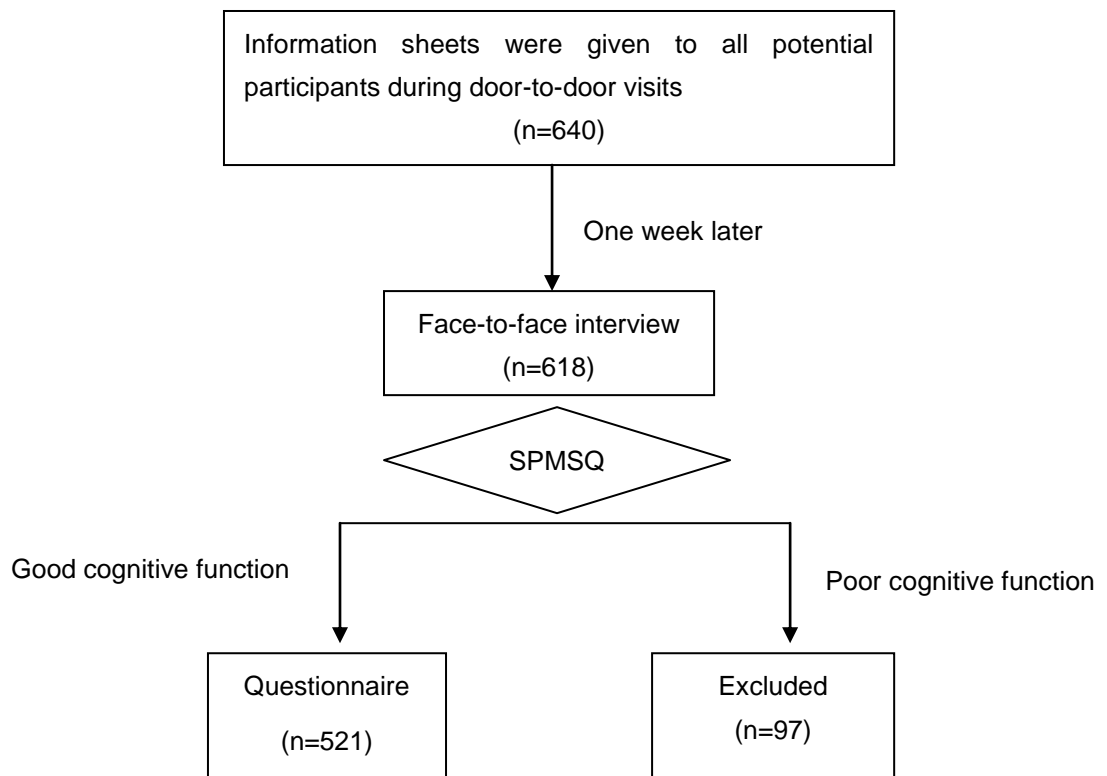 Information sheets were given to all potential
participants during door-to-door visits
(n=640)
One week later
Face-to-face interview
(n=618)
SPMSQ
Good cognitive function
Poor cognitive function
Questionnaire
(n=521)
Excluded
(n=97)